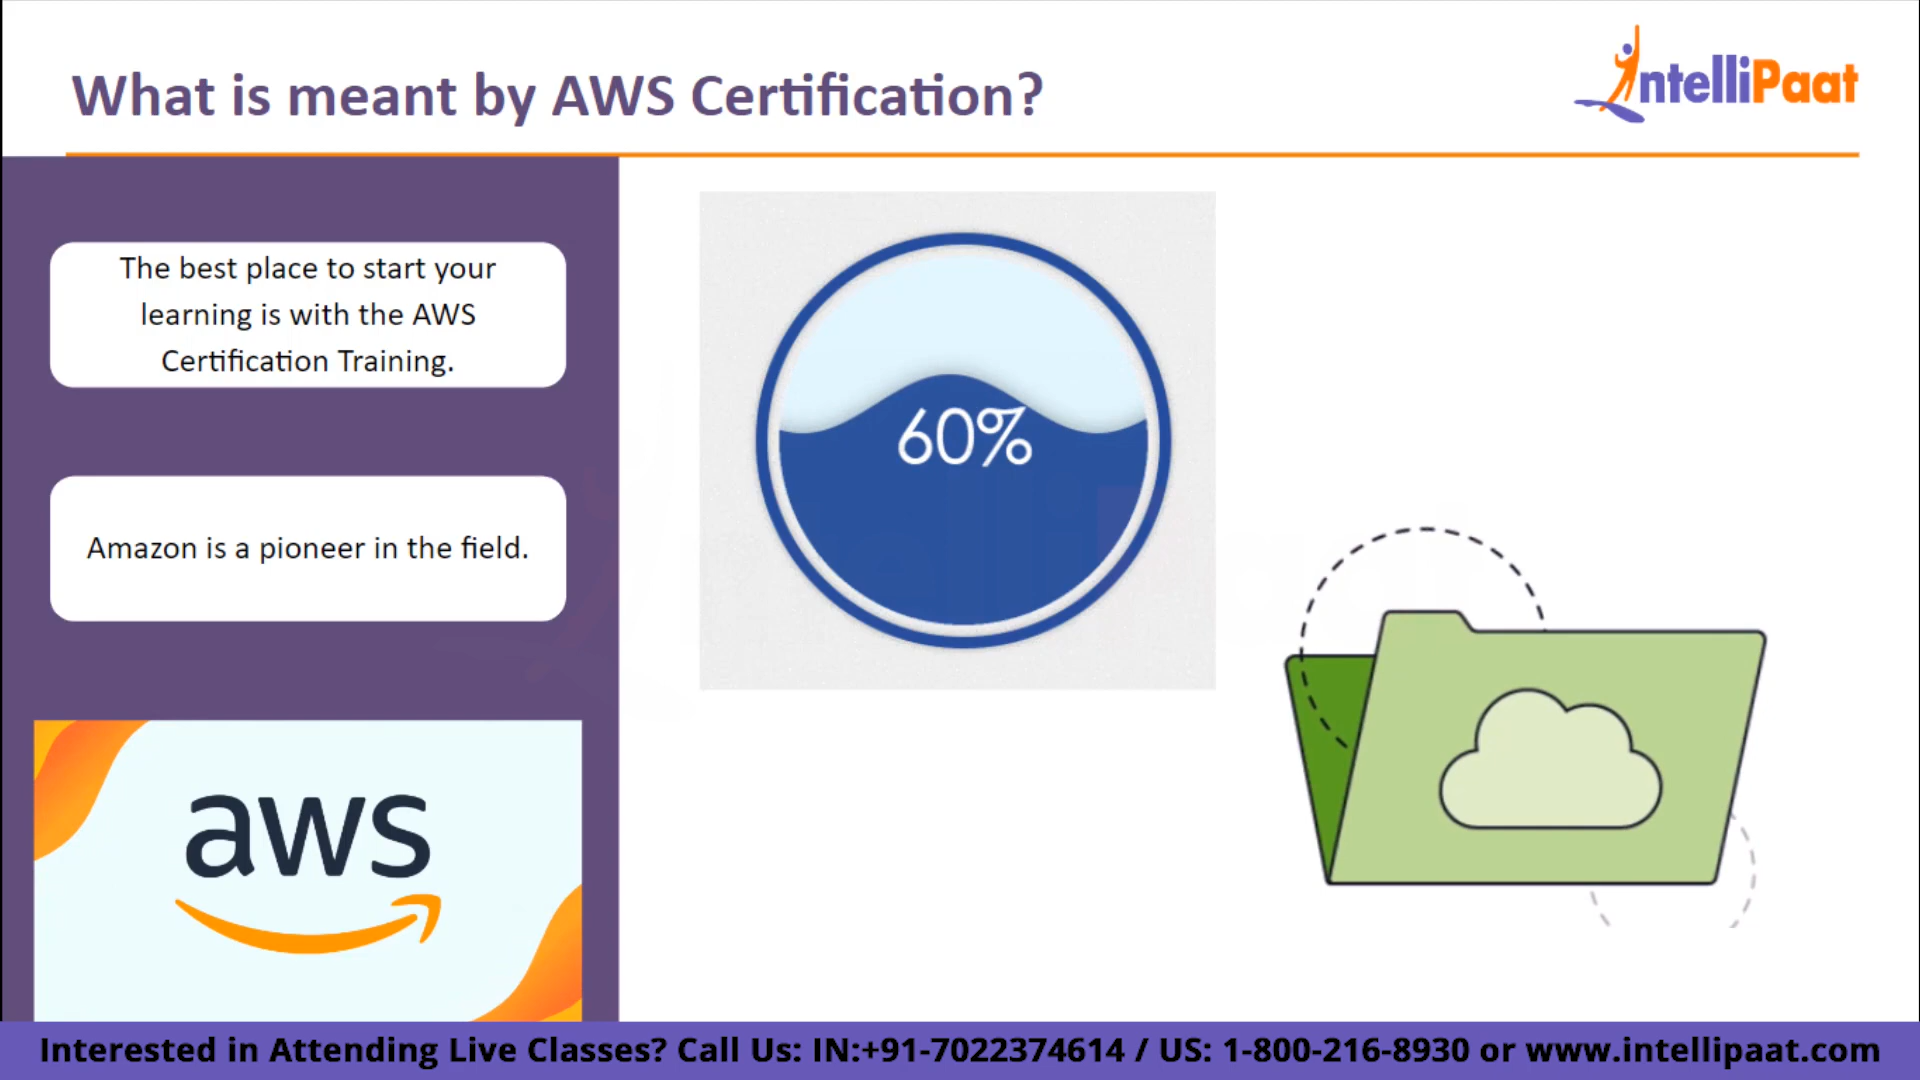 What is meant by AWS Certification?
IntelliPaat
The best place to start your
learning is with the AWS
Certification Training.
60%
Amazon is a pioneer in the field.
aws
Interested in Attending Live Classes? Call Us: IN:+91-7022374614 / US: 1-800-216-8930 or www.intellipaat.com